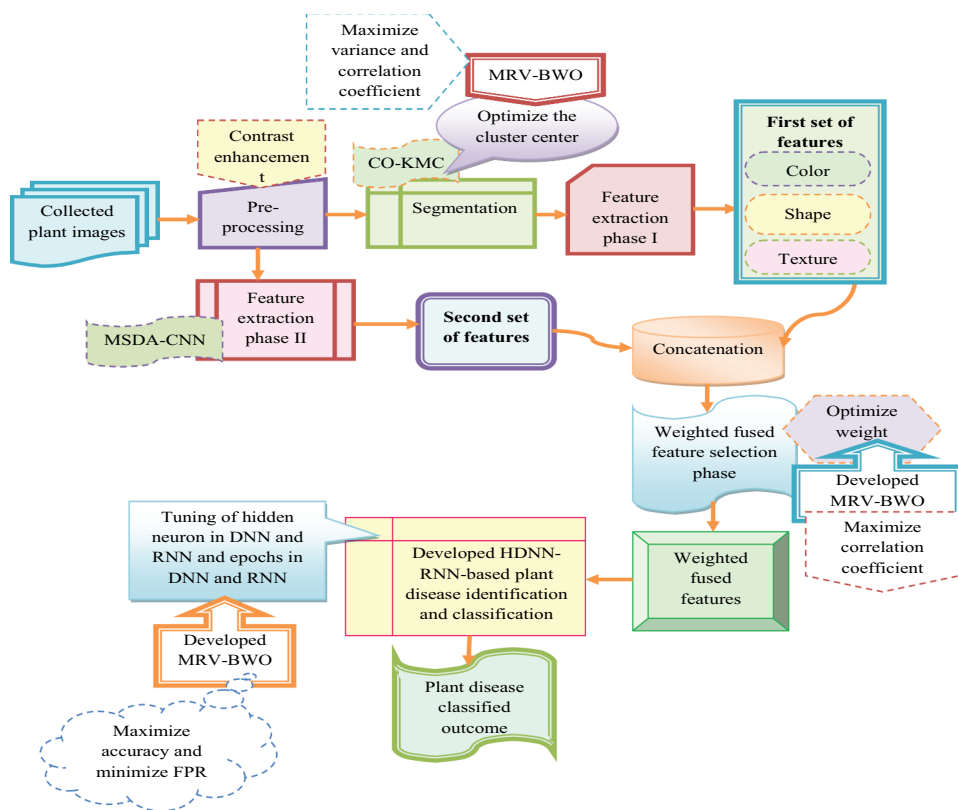 Maximize
variance and
correlation
coefficient
MRV-BWO
Optimize the
cluster center
Contrast
enhancemen
t
CO-KMC
First set of
features
Color
Shape
Texture
Collected
plant images
Pre-
processing
Segmentation
Feature
extraction
phase I
MSDA-CNN
Feature
extraction
phase II
Second set
of features
Concatenation
Weighted fused
feature selection
phase
Optimize
weight
Developed
MRV-BWO
Maximize
correlation
coefficient
Tuning of hidden
neuron in DNN and
RNN and epochs in
DNN and RNN
Developed HDNN-
RNN-based plant
disease identification
and classification
Weighted
fused
features
Developed
MRV-BWO
Maximize
accuracy and
minimize FPR
Plant disease
classified
outcome